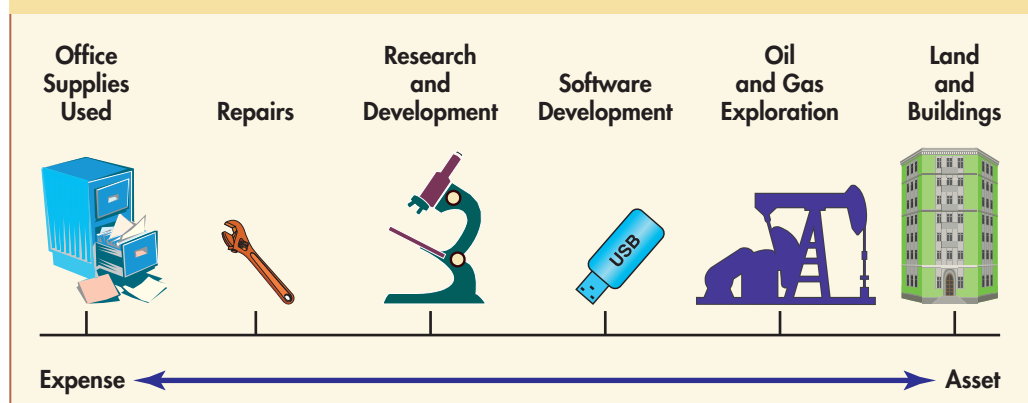 Office
Supplies
Used
Repairs
Research
and
Development
Software
Development
Oil
and Gas
Exploration
Land
and
Buildings
USB
Expense
Asset